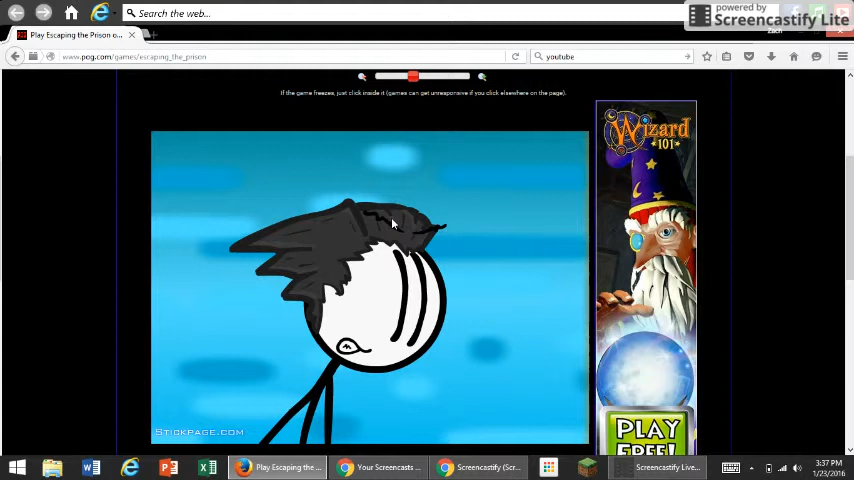 Search the web...
powered by
Screencastify Lite
Play Escaping the Prison o...
Zach
www.pog.com/games/escaping_the_prison
youtube
If the game freezes, just click inside it (games can get unresponsive if you click elsewhere on the page).
Wizard
101
STICKPAGE.COM
PLAY
FREE!
Play Escaping the ...
Your Screencasts ...
Screencastify (Scr...
Screencastify Live...
3:37 PM
1/23/2016